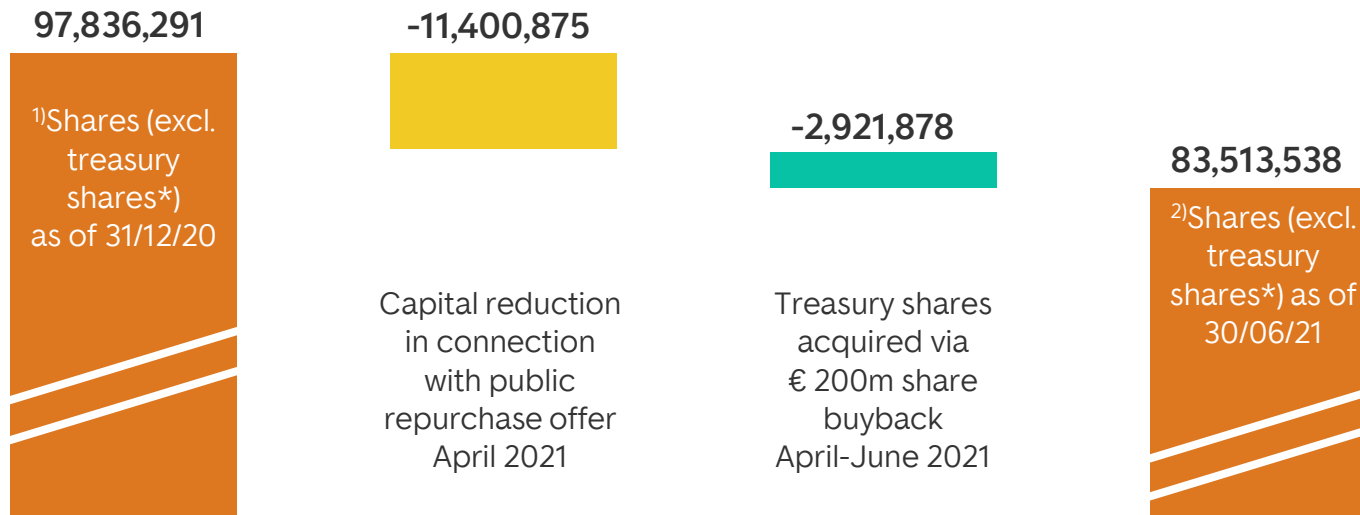 97,836,291
1)Shares (excl.
treasury
shares*)
as of 31/12/20
-11,400,875
Capital reduction
in connection
with public
repurchase offer
April 2021
-2,921,878
Treasury shares
acquired via
€ 200m share
buyback
April-June 2021
83,513,538
2)Shares (excl.
treasury
shares*) as of
30/06/21